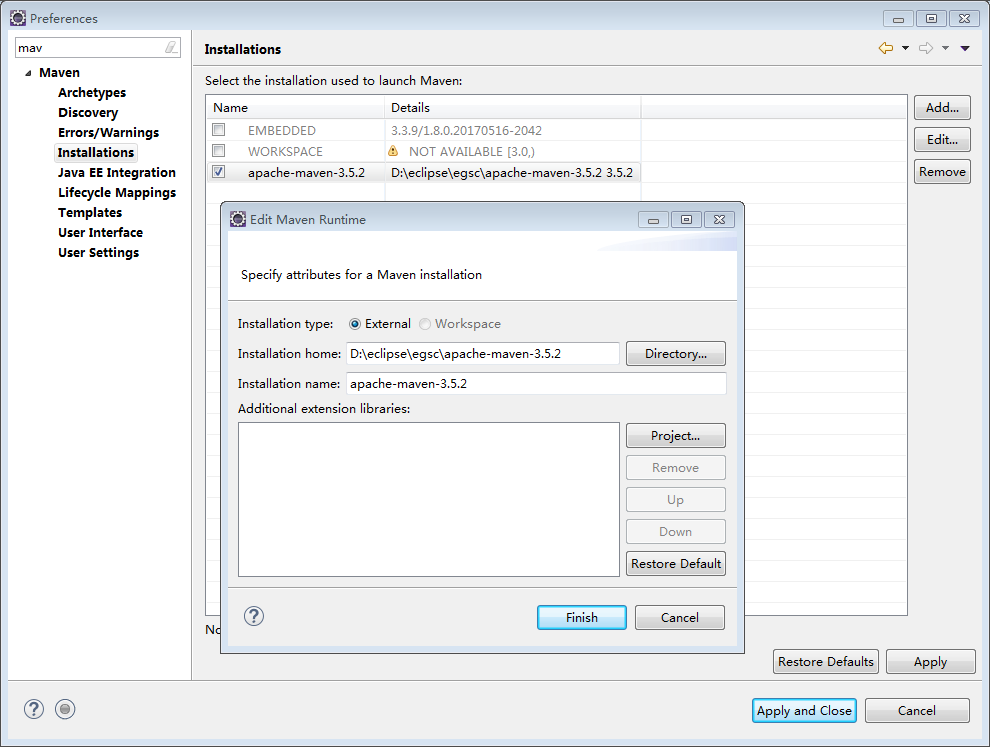 Preferences
mav
Installations
Maven
Archetypes
Discovery
Errors/Warnings
Installations
Java EE Integration
Lifecycle Mappings
Templates
User Interface
User Settings
Select the installation used to launch Maven:
Name Details
EMBEDDED 3.3.9/1.8.0.20170516-2042
WORKSPACE NOT AVAILABLE [3.0,)
apache-maven-3.5.2 D:\eclipse\egsc\apache-maven-3.5.2 3.5.2
Add...
Edit...
Remove
Edit Maven Runtime
Specify attributes for a Maven installation
Installation type: External Workspace
Installation home: D:\eclipse\egsc\apache-maven-3.5.2 Directory...
Installation name: apache-maven-3.5.2
Additional extension libraries:
Project...
Remove
Up
Down
Restore Default
Finish Cancel
Restore Defaults Apply
Apply and Close Cancel